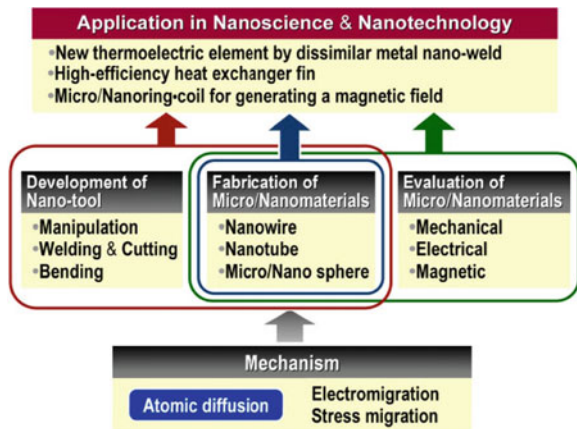 Application in Nanoscience & Nanotechnology
•New thermoelectric element by dissimilar metal nano-weld
•High-efficiency heat exchanger fin
•Micro/Nanoring•coil for generating a magnetic field
Development of
Nano-tool
•Manipulation
•Welding & Cutting
•Bending
Fabrication of
Micro/Nanomaterials
•Nanowire
•Nanotube
•Micro/Nano sphere
Evaluation of
Micro/Nanomaterials
•Mechanical
•Electrical
•Magnetic
Mechanism
Atomic diffusion
Electromigration
Stress migration